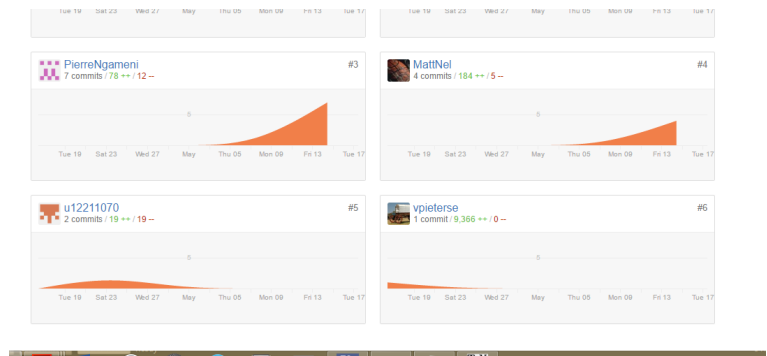 Tue 19 Sat 23 Wed 27 May Thu 05 Mon 09 Fri 13 Tue 17
Tue 19 Sat 23 Wed 27 May Thu 05 Mon 09 Fri 13 Tue 17
PierreNgameni #3
7 commits / 78 ++ / 12 --
5
Tue 19 Sat 23 Wed 27 May Thu 05 Mon 09 Fri 13 Tue 17
MattNel #4
4 commits / 184 ++ / 5 --
5
Tue 19 Sat 23 Wed 27 May Thu 05 Mon 09 Fri 13 Tue 17
u12211070 #5
2 commits / 19 ++ / 19 --
5
Tue 19 Sat 23 Wed 27 May Thu 05 Mon 09 Fri 13 Tue 17
vpieterse #6
1 commit / 9,366 ++ / 0 --
5
Tue 19 Sat 23 Wed 27 May Thu 05 Mon 09 Fri 13 Tue 17